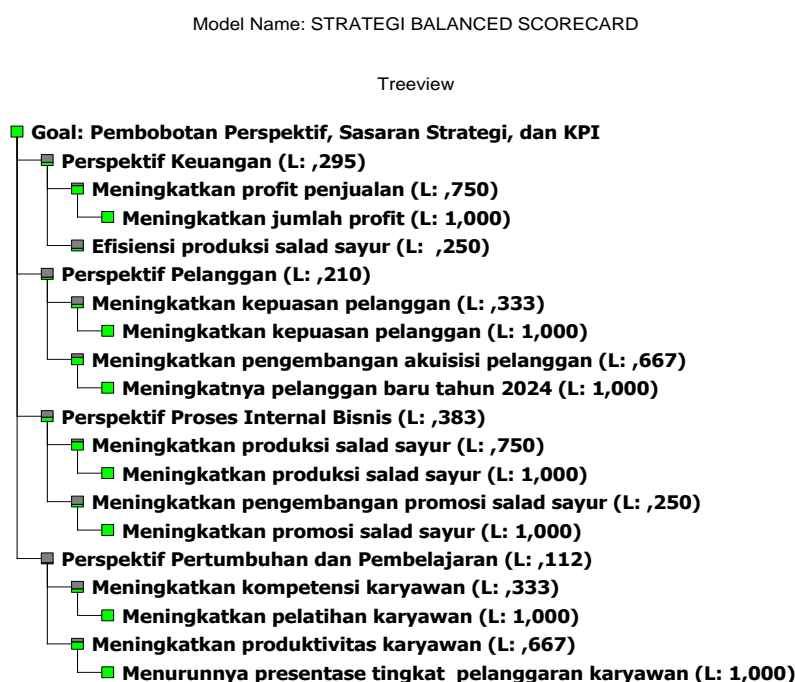 Model Name: STRATEGI BALANCED SCORECARD
Treeview
Goal: Pembobotan Perspektif, Sasaran Strategi, dan KPI
Perspektif Keuangan (L: ,295)
Meningkatkan profit penjualan (L: ,750)
Meningkatkan jumlah profit (L: 1,000)
Efisiensi produksi salad sayur (L: ,250)
Perspektif Pelanggan (L: ,210)
Meningkatkan kepuasan pelanggan (L: ,333)
Meningkatkan kepuasan pelanggan (L: 1,000)
Meningkatkan pengembangan akuisisi pelanggan (L: ,667)
Meningkatnya pelanggan baru tahun 2024 (L: 1,000)
Perspektif Proses Internal Bisnis (L: ,383)
Meningkatkan produksi salad sayur (L: ,750)
Meningkatkan produksi salad sayur (L: 1,000)
Meningkatkan pengembangan promosi salad sayur (L: ,250)
Meningkatkan promosi salad sayur (L: 1,000)
Perspektif Pertumbuhan dan Pembelajaran (L: ,112)
Meningkatkan kompetensi karyawan (L: ,333)
Meningkatkan pelatihan karyawan (L: 1,000)
Meningkatkan produktivitas karyawan (L: ,667)
Menurunnya presentase tingkat pelanggaran karyawan (L: 1,000)